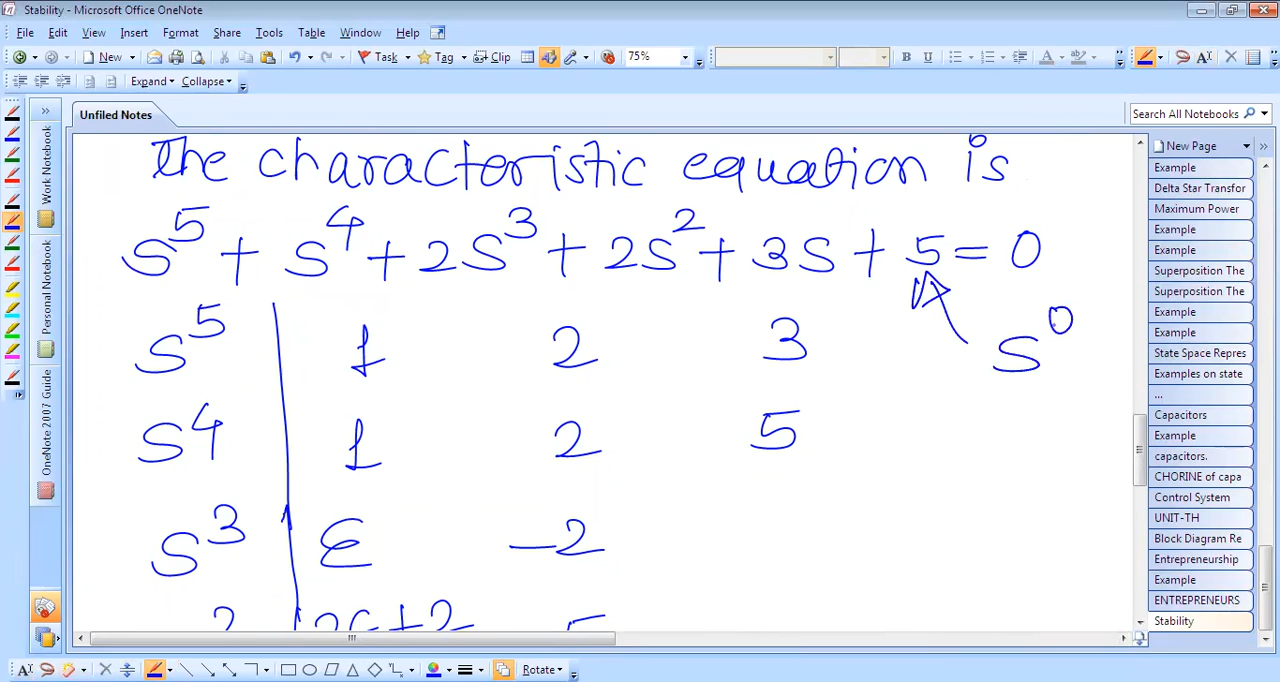 Stability - Microsoft Office OneNote
File Edit View Insert Format Share Tools Table Window Help
New Task Tag Clip 75% B U A
Expand Collapse
Unfiled Notes
Search All Notebooks
New Page
Work Notebook
Personal Notebook
OneNote 2007 Guide
The characteristic equation is
S⁵ + S⁴ + 2S³ + 2S² + 3S + 5 = 0
S⁰
S⁵ 1 2 3
S⁴ 1 2 5
S³ ε -2
2 2ε+2 5
Example
Delta Star Transfor
Maximum Power
Example
Example
Superposition The
Superposition The
Example
Example
State Space Repres
Examples on state
...
Capacitors
Example
capacitors.
CHORINE of capa
Control System
UNIT-TH
Block Diagram Re
Entrepreneurship
Example
ENTREPRENEURS
Stability
Rotate